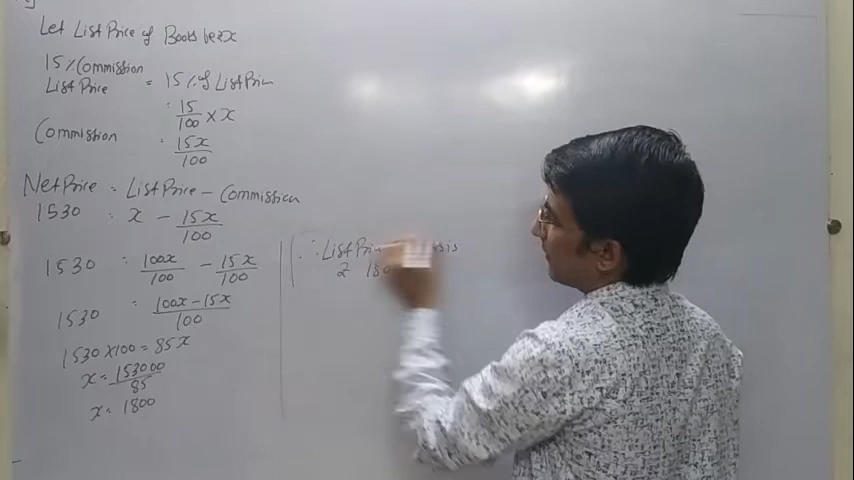 Let List Price of Books be ₹x
15% Commission
List Price = 15% of List Price
: 15/100 × x
Commission : 15x/100
Net Price = List Price - Commission
1530 : x - 15x/100
1530 : 100x/100 - 15x/100
1530 : 100x-15x/100
1530 × 100 = 85x
x = 153000/85
x = 1800
∴ List Price is
₹ 180